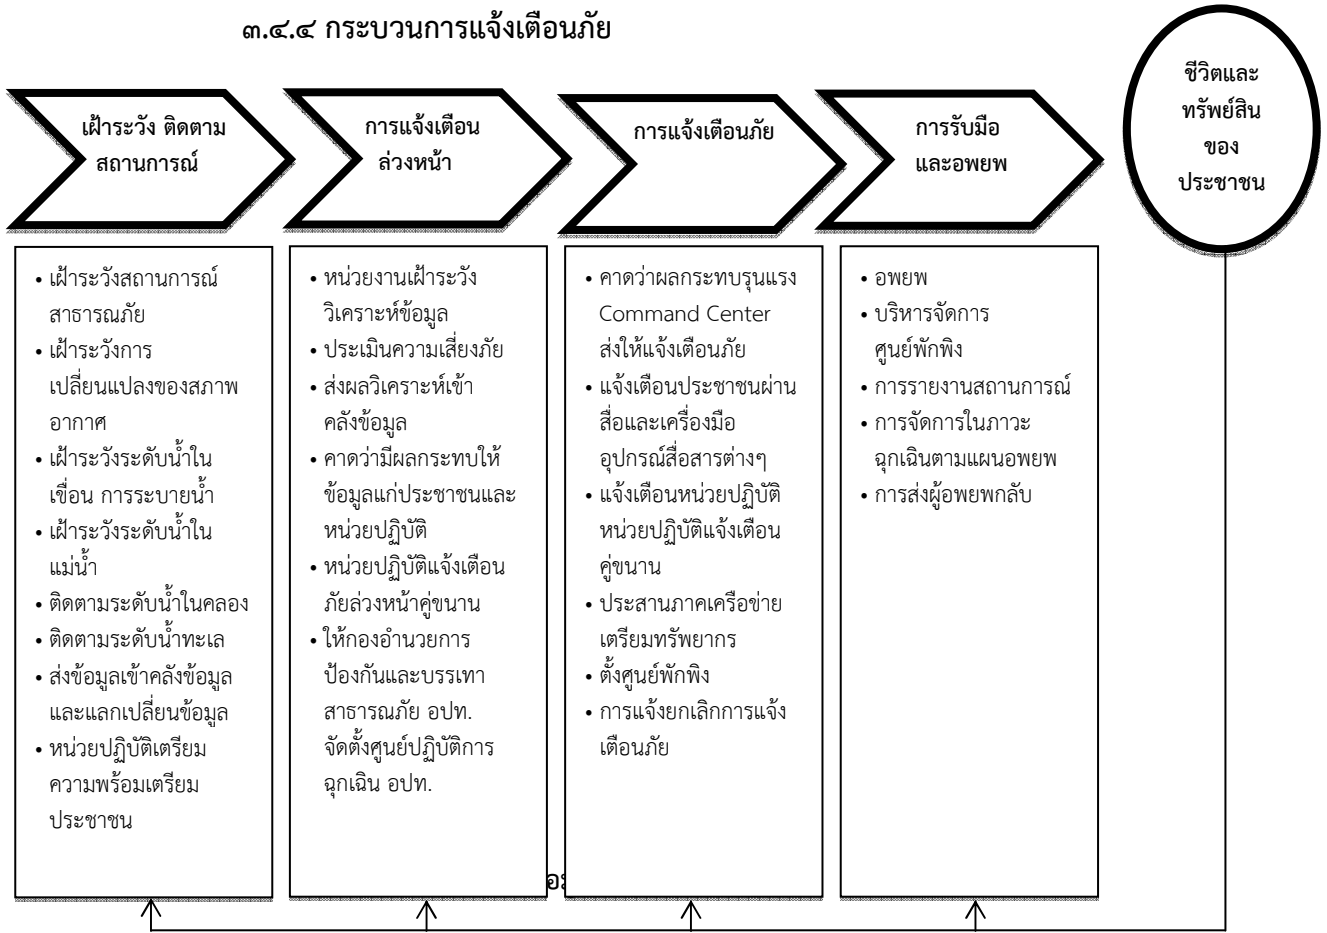 ๓.๔.๔ กระบวนการแจ้งเตือนภัย
เฝ้าระวัง ติดตาม
สถานการณ์
การแจ้งเตือน
ล่วงหน้า
การแจ้งเตือนภัย
การรับมือ
และอพยพ
ชีวิตและ
ทรัพย์สิน
ของ
ประชาชน
• เฝ้าระวังสถานการณ์
สาธารณภัย
• เฝ้าระวังการ
เปลี่ยนแปลงของสภาพ
อากาศ
• เฝ้าระวังระดับน้ำใน
เขื่อน การระบายน้ำ
• เฝ้าระวังระดับน้ำใน
แม่น้ำ
• ติดตามระดับน้ำในคลอง
• ติดตามระดับน้ำทะเล
• ส่งข้อมูลเข้าคลังข้อมูล
และแลกเปลี่ยนข้อมูล
• หน่วยปฏิบัติเตรียม
ความพร้อมเตรียม
ประชาชน
• หน่วยงานเฝ้าระวัง
วิเคราะห์ข้อมูล
• ประเมินความเสี่ยงภัย
• ส่งผลวิเคราะห์เข้า
คลังข้อมูล
• คาดว่ามีผลกระทบให้
ข้อมูลแก่ประชาชนและ
หน่วยปฏิบัติ
• หน่วยปฏิบัติแจ้งเตือน
ภัยล่วงหน้าคู่ขนาน
• ให้กองอำนวยการ
ป้องกันและบรรเทา
สาธารณภัย อปท.
จัดตั้งศูนย์ปฏิบัติการ
ฉุกเฉิน อปท.
• คาดว่าผลกระทบรุนแรง
Command Center
ส่งให้แจ้งเตือนภัย
• แจ้งเตือนประชาชนผ่าน
สื่อและเครื่องมือ
อุปกรณ์สื่อสารต่างๆ
• แจ้งเตือนหน่วยปฏิบัติ
หน่วยปฏิบัติแจ้งเตือน
คู่ขนาน
• ประสานภาคเครือข่าย
เตรียมทรัพยากร
• ตั้งศูนย์พักพิง
• การแจ้งยกเลิกการแจ้ง
เตือนภัย
• อพยพ
• บริหารจัดการ
ศูนย์พักพิง
• การรายงานสถานการณ์
• การจัดการในภาวะ
ฉุกเฉินตามแผนอพยพ
• การส่งผู้อพยพกลับ